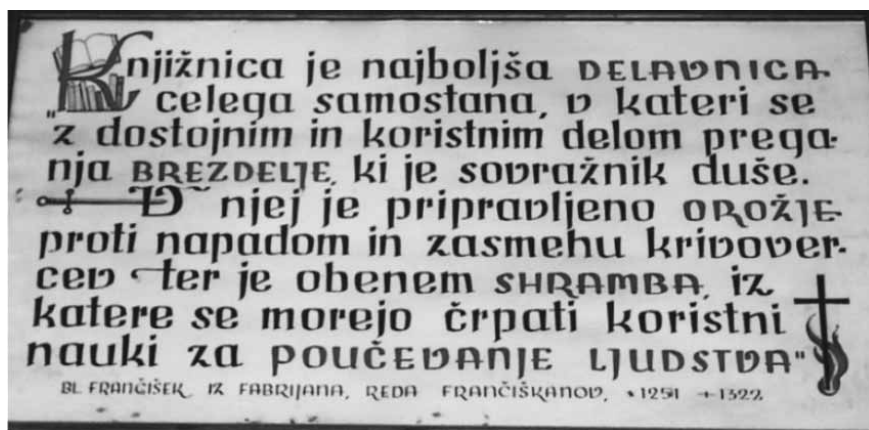 „Knjižnica je najboljša DELAVNICA
celega samostana, v kateri se
z dostojnim in koristnim delom prega-
nja BREZDELJE, ki je sovražnik duše.
V njej je pripravljeno OROŽJE
proti napadom in zasmehu krivover-
cev ter je obenem SHRAMBA, iz
katere se morejo črpati koristni
nauki za POUČEVANJE LJUDSTVA“
BL. FRANČIŠEK IZ FABRIJANA, REDA FRANČIŠKANOV, *1251 +1322